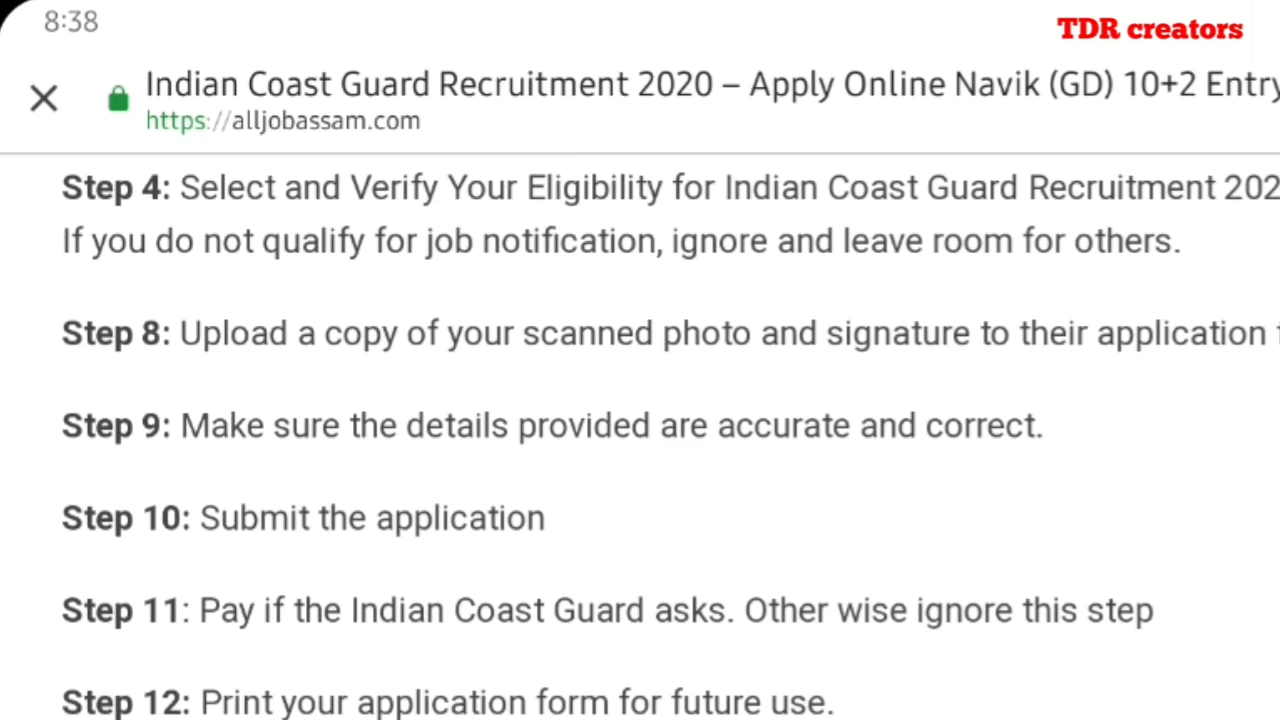 8:38
TDR creators
Indian Coast Guard Recruitment 2020 – Apply Online Navik (GD) 10+2 Entry
https://alljobassam.com
Step 4: Select and Verify Your Eligibility for Indian Coast Guard Recruitment 202
If you do not qualify for job notification, ignore and leave room for others.
Step 8: Upload a copy of your scanned photo and signature to their application
Step 9: Make sure the details provided are accurate and correct.
Step 10: Submit the application
Step 11: Pay if the Indian Coast Guard asks. Other wise ignore this step
Step 12: Print your application form for future use.